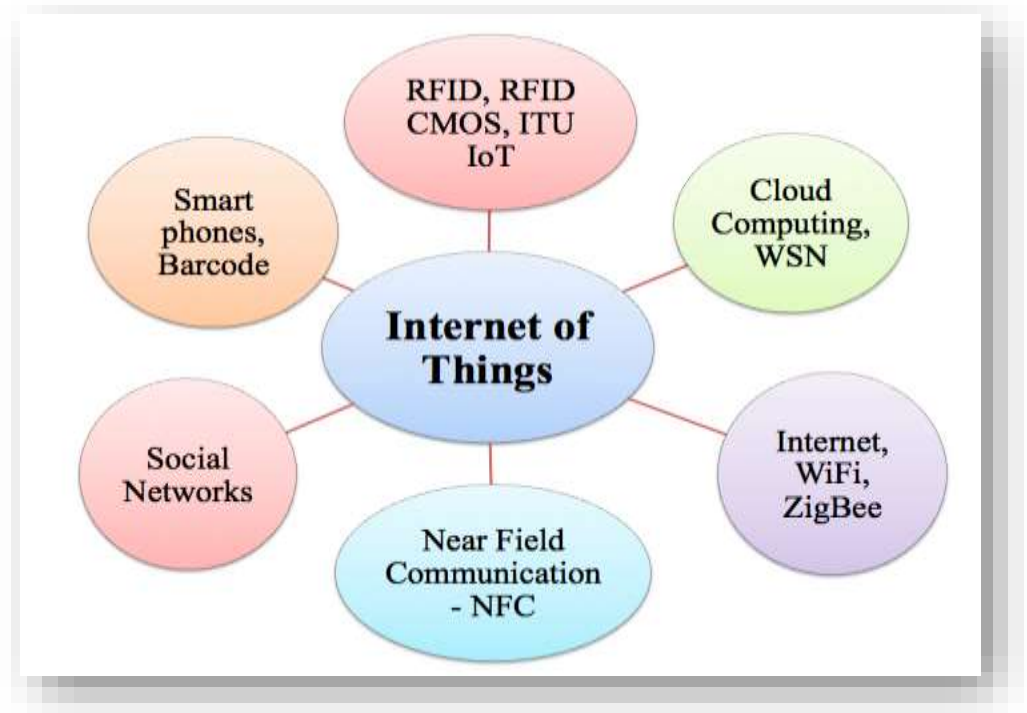 RFID, RFID
CMOS, ITU
IoT
Smart
phones,
Barcode
Cloud
Computing,
WSN
Internet of
Things
Social
Networks
Internet,
WiFi,
ZigBee
Near Field
Communication
- NFC